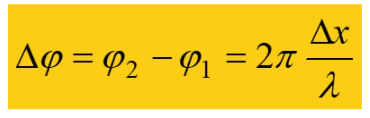 Δφ = φ₂ − φ₁ = 2π Δx/λ